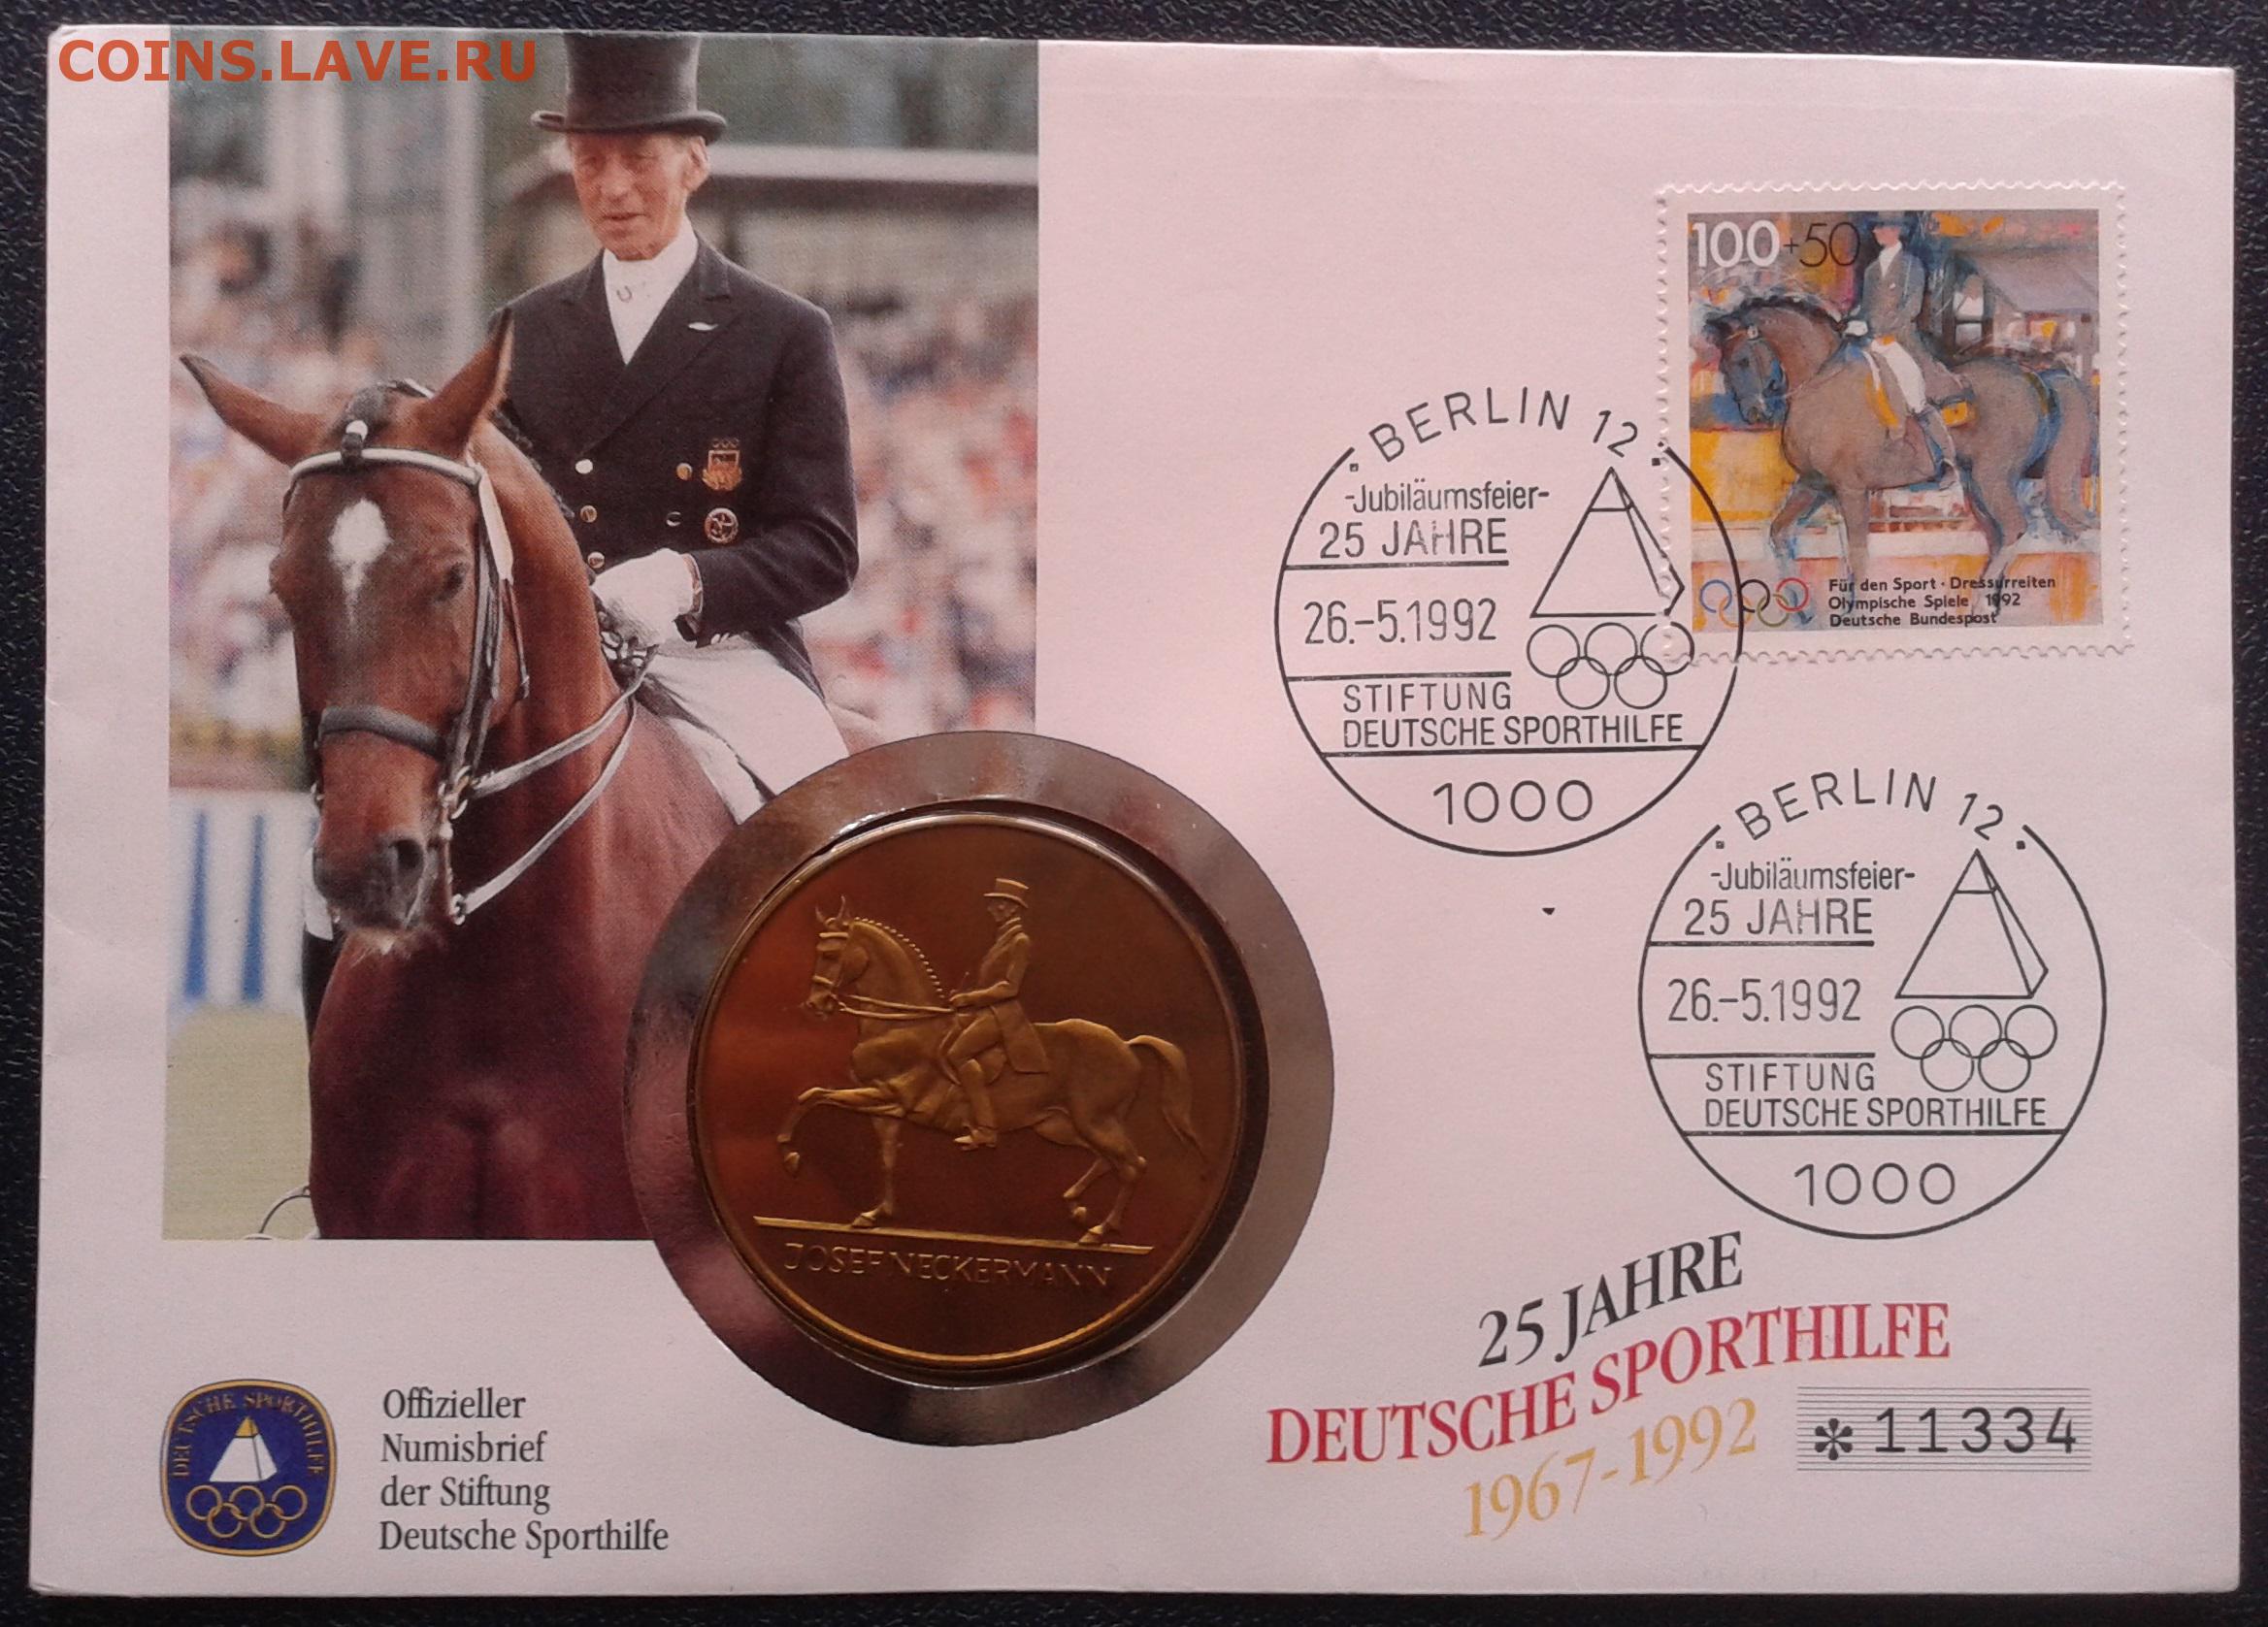 COINS.LAVE.RU
100+50
Für den Sport · Dressurreiten
Olympische Spiele 1992
Deutsche Bundespost
BERLIN 12
-Jubiläumsfeier-
25 JAHRE
26.-5.1992
STIFTUNG
DEUTSCHE SPORTHILFE
1000
BERLIN 12
-Jubiläumsfeier-
25 JAHRE
26.-5.1992
STIFTUNG
DEUTSCHE SPORTHILFE
1000
JOSEF NECKERMANN
25 JAHRE
DEUTSCHE SPORTHILFE
1967-1992
*11334
DEUTSCHE SPORTHILFE
Offizieller
Numisbrief
der Stiftung
Deutsche Sporthilfe